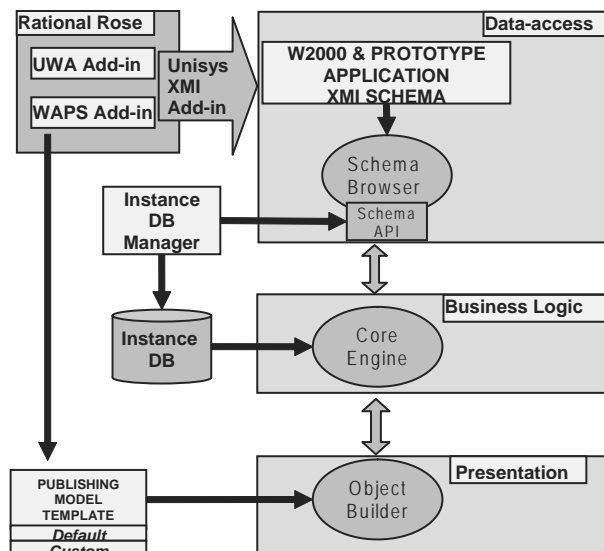 Rational Rose
UWA Add-in
WAPS Add-in
Unisys
XMI
Add-in
Data-access
W2000 & PROTOTYPE
APPLICATION
XMI SCHEMA
Schema
Browser
Schema
API
Instance
DB
Manager
Instance
DB
Business Logic
Core
Engine
PUBLISHING
MODEL
TEMPLATE
Default
Custom
Presentation
Object
Builder